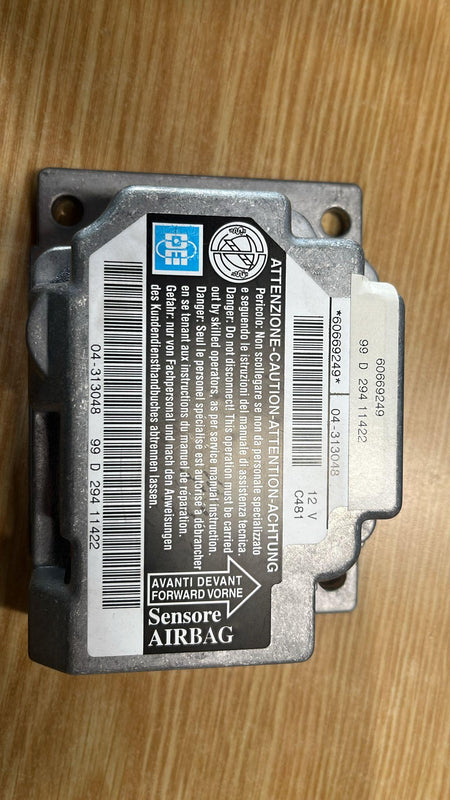 60669249
99 D 294 11422
*60669249* 04-313048
12 V
C481
ATTENZIONE-CAUTION-ATTENTION-ACHTUNG
Pericolo: Non scollegare se non da personale specializzato
e seguendo le istruzioni del manuale di assistenza tecnica.
Danger: Do not disconnect! This operation must be carried
out by skilled operators, as per service manual instruction.
Danger: Seul le personel spécialisé est autorisé à débrancher
en se tenant aux instructions du manuel de réparation.
Gefahr: nur von Fachpersonal und nach den Anweisungen
des Kundendiensthandbuches abtrennen lassen.
AVANTI DEVANT
FORWARD VORNE
Sensore
AIRBAG
04-313048 99 D 294 11422